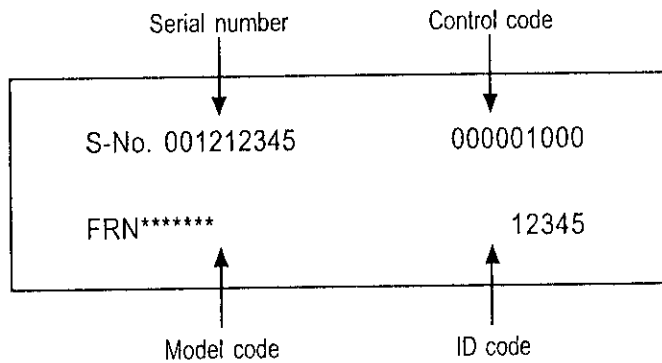 Serial number Control code
S-No. 001212345 000001000
FRN******* 12345
Model code ID code